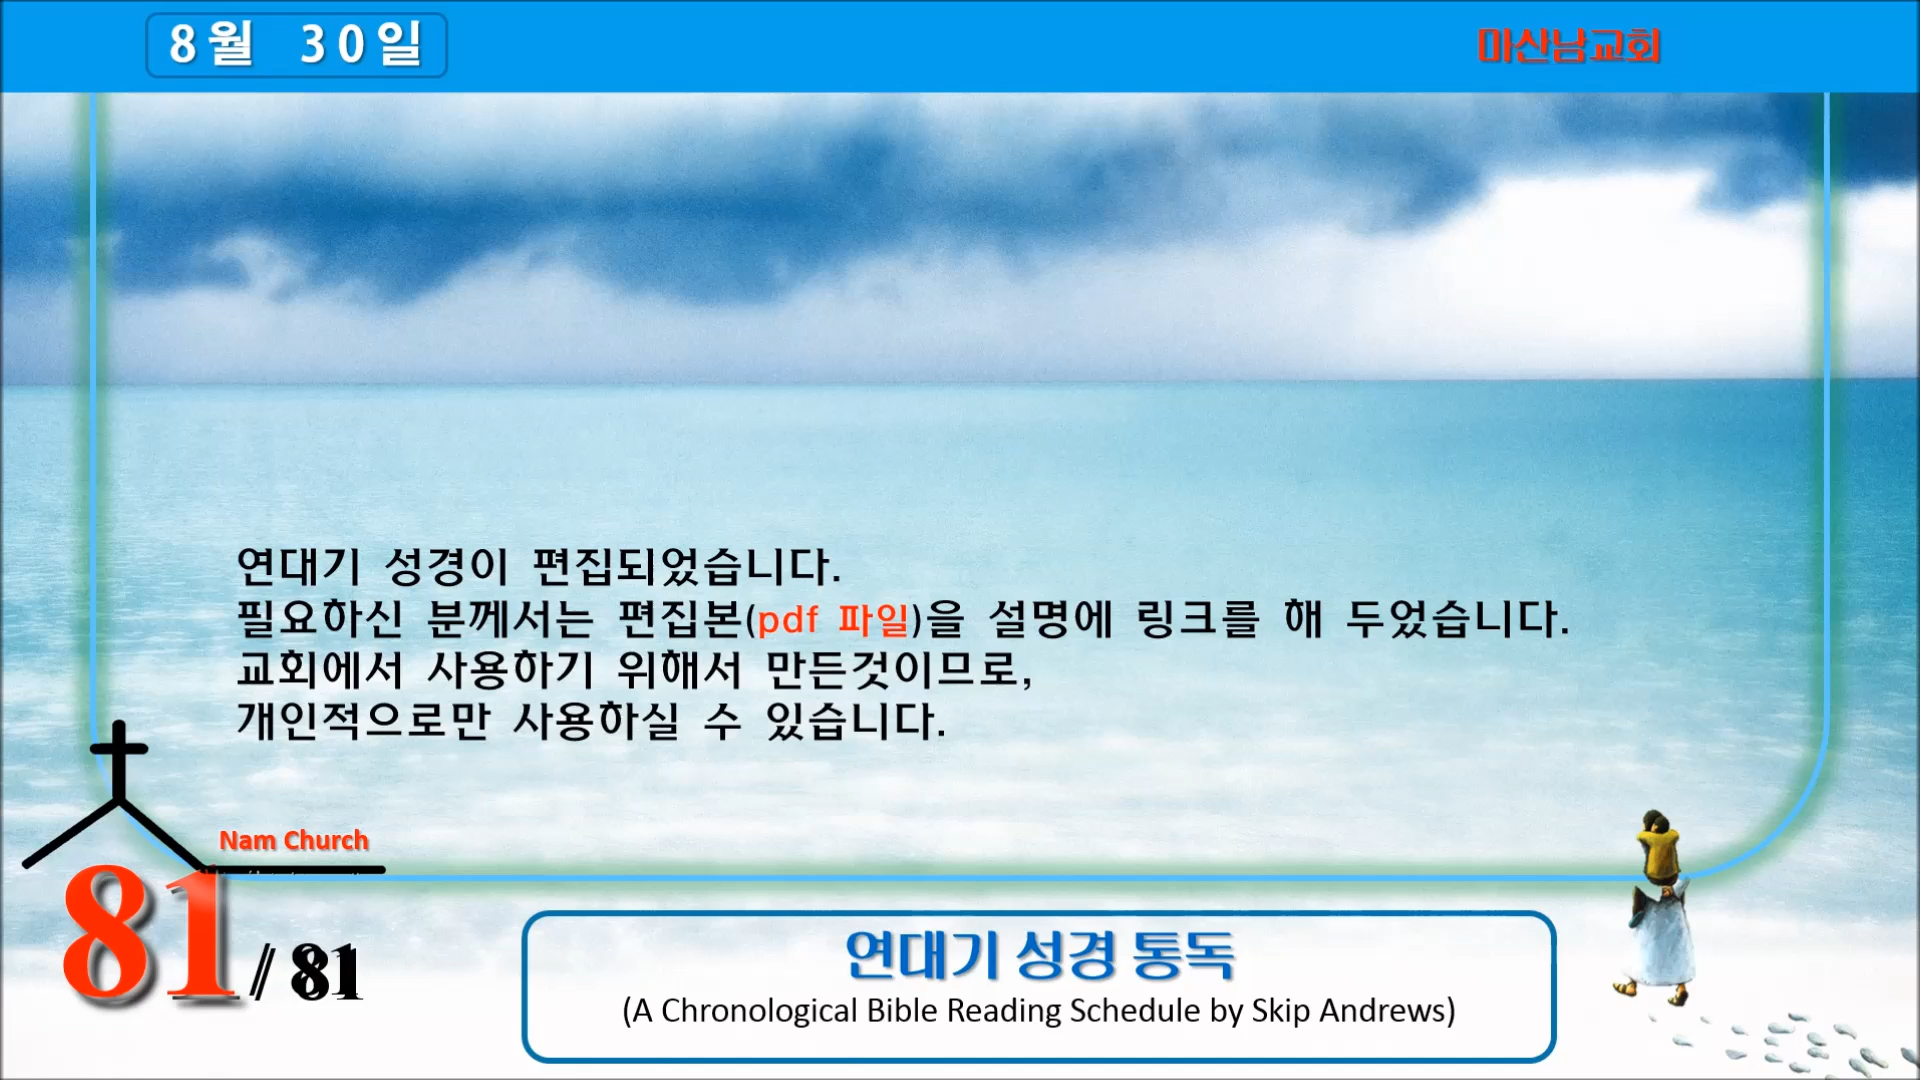 8월 30일
마산남교회
연대기 성경이 편집되었습니다.
필요하신 분께서는 편집본(pdf 파일)을 설명에 링크를 해 두었습니다.
교회에서 사용하기 위해서 만든것이므로,
개인적으로만 사용하실 수 있습니다.
Nam Church
81 / 81
연대기 성경 통독
(A Chronological Bible Reading Schedule by Skip Andrews)